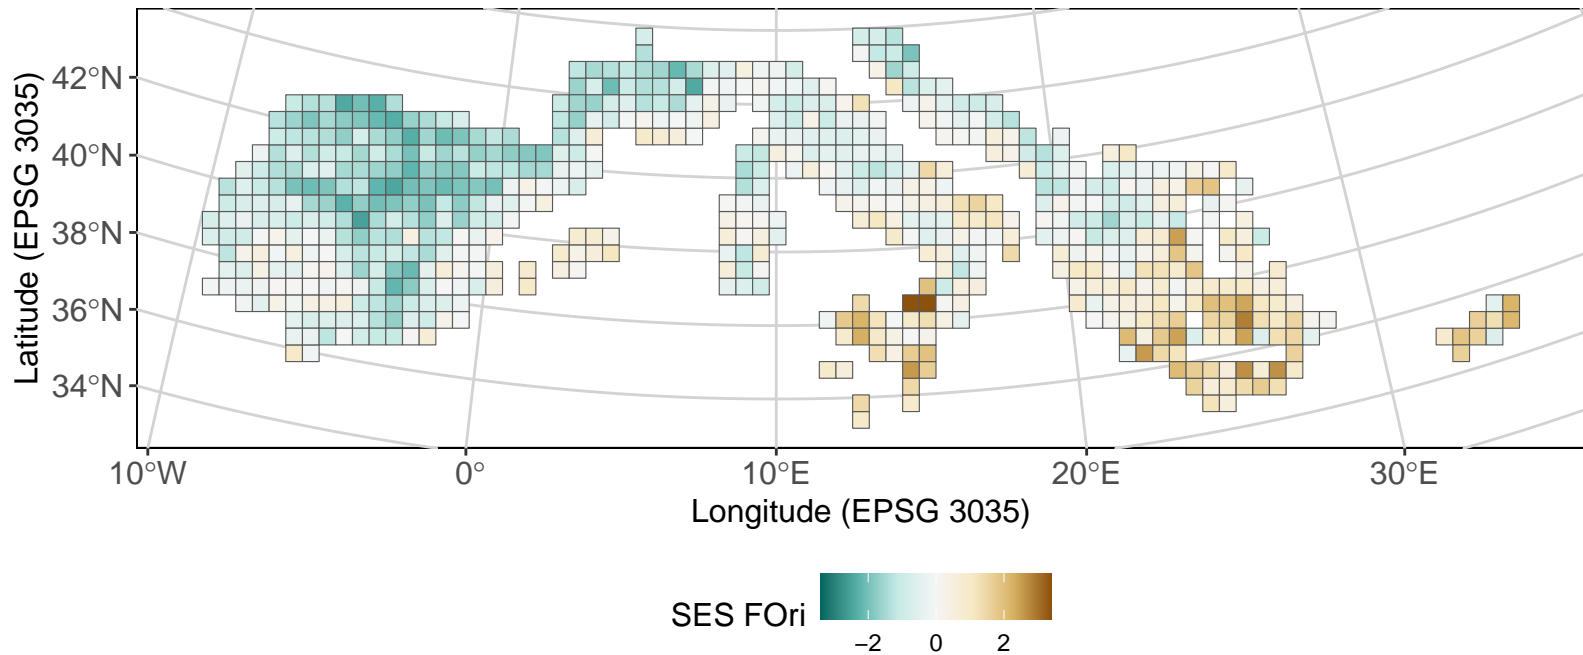 Latitude (EPSG 3035)
42°N
40°N
38°N
36°N
34°N
10°W
0°
10°E
20°E
30°E
Longitude (EPSG 3035)
SES FOri
−2
0
2